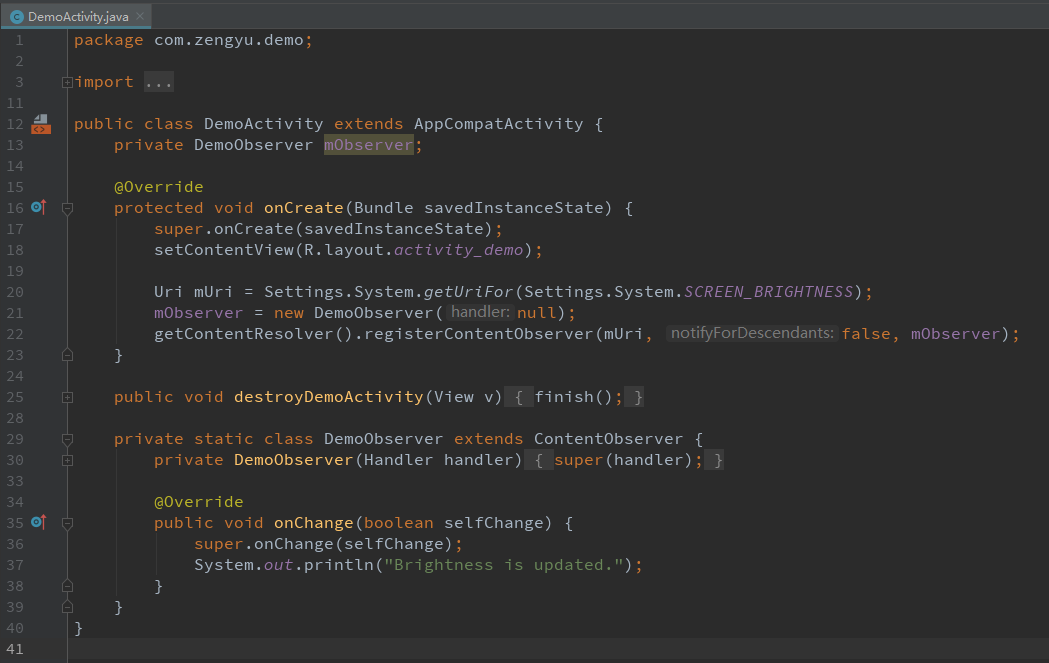 DemoActivity.java
1 package com.zengyu.demo;
2
3 import ...
11
12 public class DemoActivity extends AppCompatActivity {
13 private DemoObserver mObserver;
14
15 @Override
16 protected void onCreate(Bundle savedInstanceState) {
17 super.onCreate(savedInstanceState);
18 setContentView(R.layout.activity_demo);
19
20 Uri mUri = Settings.System.getUriFor(Settings.System.SCREEN_BRIGHTNESS);
21 mObserver = new DemoObserver( handler: null);
22 getContentResolver().registerContentObserver(mUri, notifyForDescendants: false, mObserver);
23 }
24
25 public void destroyDemoActivity(View v) { finish(); }
28
29 private static class DemoObserver extends ContentObserver {
30 private DemoObserver(Handler handler) { super(handler); }
33
34 @Override
35 public void onChange(boolean selfChange) {
36 super.onChange(selfChange);
37 System.out.println("Brightness is updated.");
38 }
39 }
40 }
41